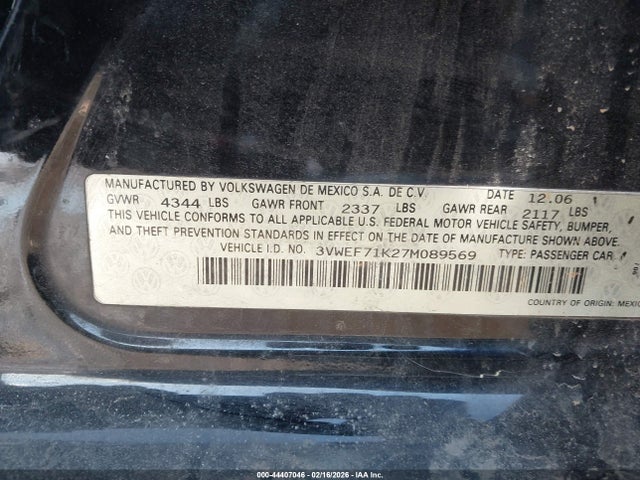 MANUFACTURED BY VOLKSWAGEN DE MEXICO S.A. DE C.V. DATE 12.06
GVWR 4344 LBS GAWR FRONT 2337 LBS GAWR REAR 2117 LBS
THIS VEHICLE CONFORMS TO ALL APPLICABLE U.S. FEDERAL MOTOR VEHICLE SAFETY, BUMPER,
AND THEFT PREVENTION STANDARDS IN EFFECT ON THE DATE OF MANUFACTURE SHOWN ABOVE.
VEHICLE I.D. NO. 3VWEF71K27M089569 TYPE: PASSENGER CAR
COUNTRY OF ORIGIN: MEXIC
000-44407046 - 02/16/2026 - IAA Inc.